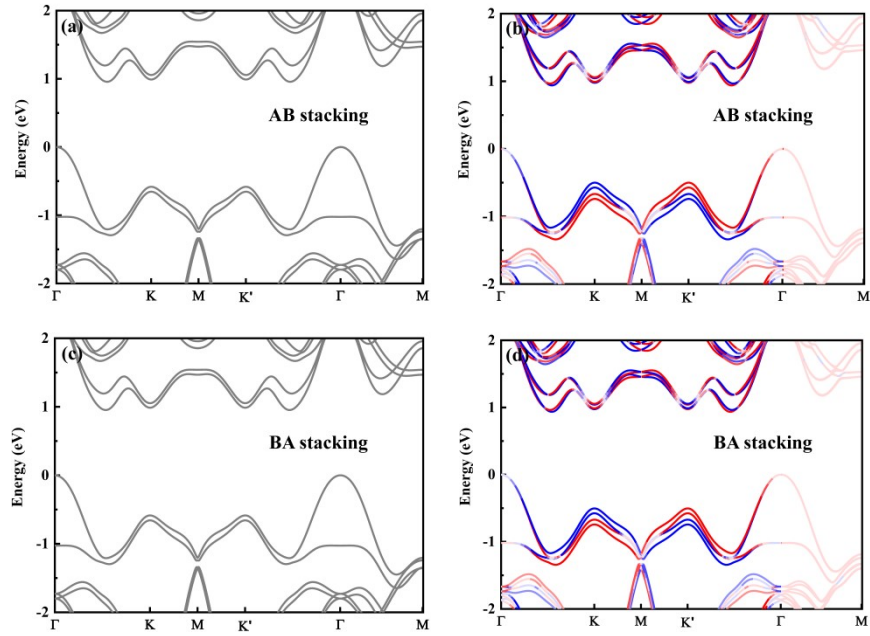 (a)
2
1
0
-1
-2
Energy (eV)
AB stacking
Γ K M K' Γ M
(b)
2
1
0
-1
-2
Energy (eV)
AB stacking
Γ K M K' Γ M
(c)
2
1
0
-1
-2
Energy (eV)
BA stacking
Γ K M K' Γ M
(d)
2
1
0
-1
-2
Energy (eV)
BA stacking
Γ K M K' Γ M